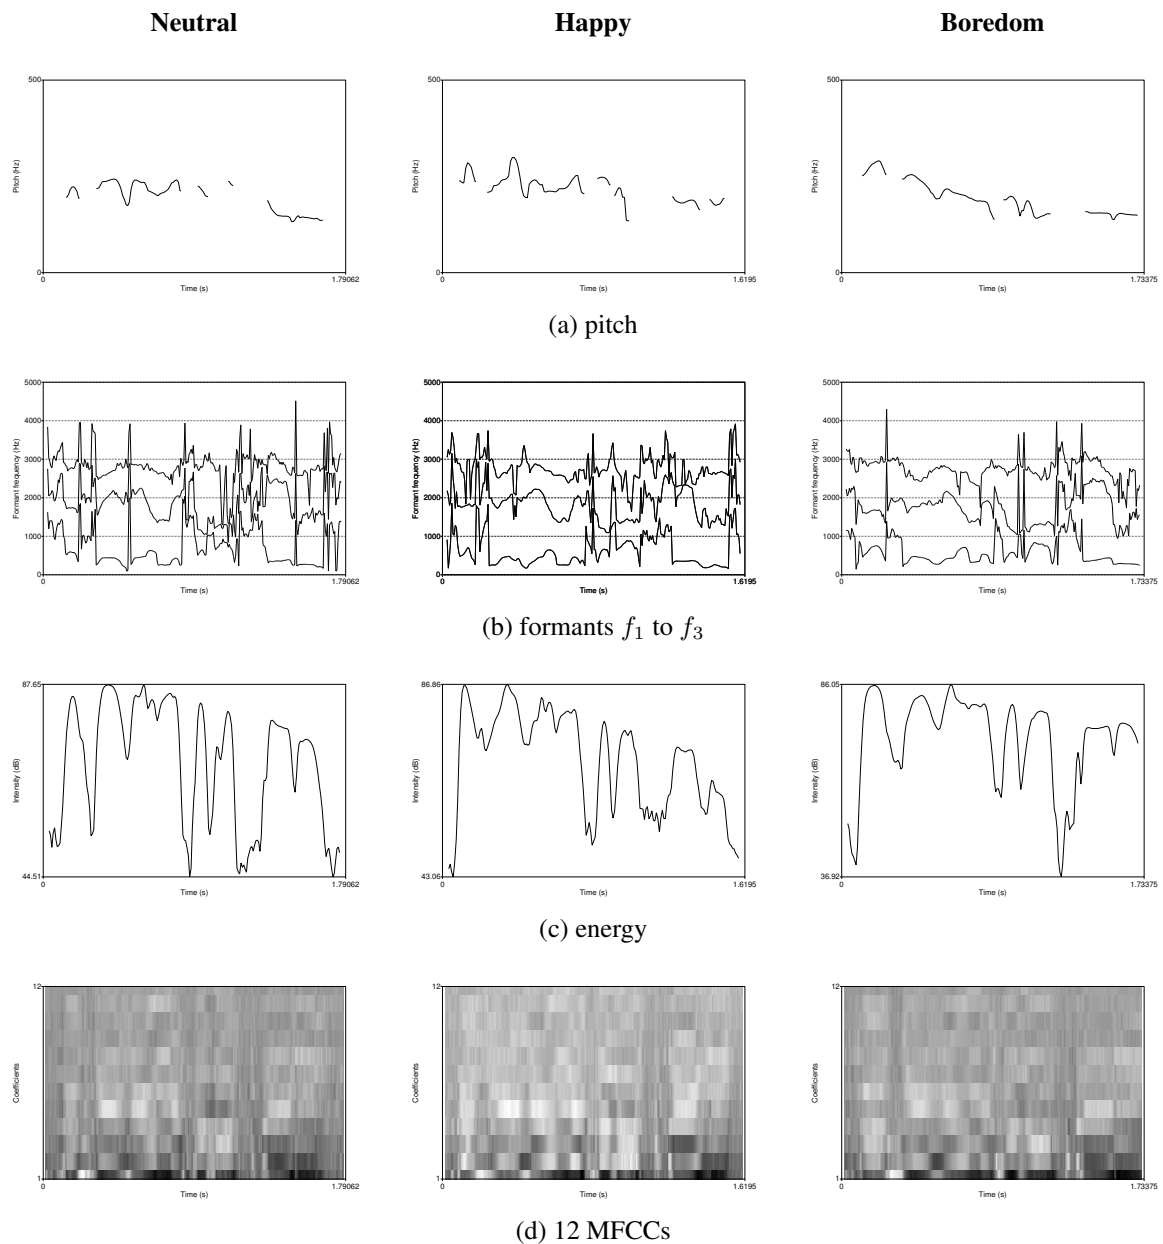 Neutral Happy Boredom
500 500 500
Pitch (Hz) Pitch (Hz) Pitch (Hz)
0 0 0
0 1.79062 0 1.6195 0 1.73375
Time (s) Time (s) Time (s)
(a) pitch
5000 5000 5000
4000 4000 4000
3000 3000 3000
Formant frequency (Hz) Formant frequency (Hz) Formant frequency (Hz)
2000 2000 2000
1000 1000 1000
0 0 0
0 1.79062 0 1.6195 0 1.73375
Time (s) Time (s) Time (s)
(b) formants f1 to f3
87.65 86.86 86.05
Intensity (dB) Intensity (dB) Intensity (dB)
44.51 43.06 36.92
0 1.79062 0 1.6195 0 1.73375
Time (s) Time (s) Time (s)
(c) energy
12 12 12
Coefficients Coefficients Coefficients
1 1 1
0 1.79062 0 1.6195 0 1.73375
Time (s) Time (s) Time (s)
(d) 12 MFCCs